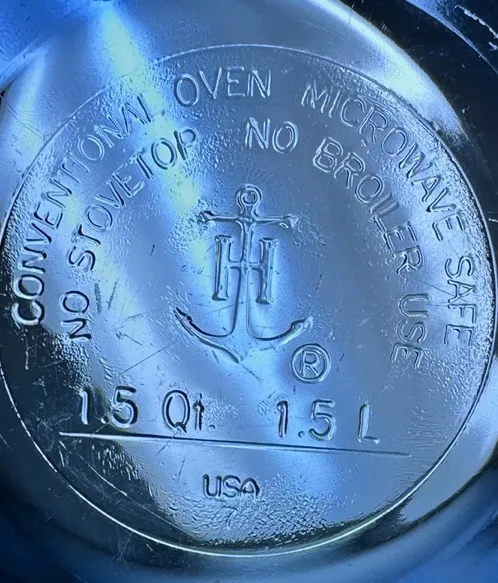 CONVENTIONAL OVEN MICROWAVE SAFE
NO STOVETOP NO BROILER USE
H
®
1.5 Qt. 1.5 L
USA